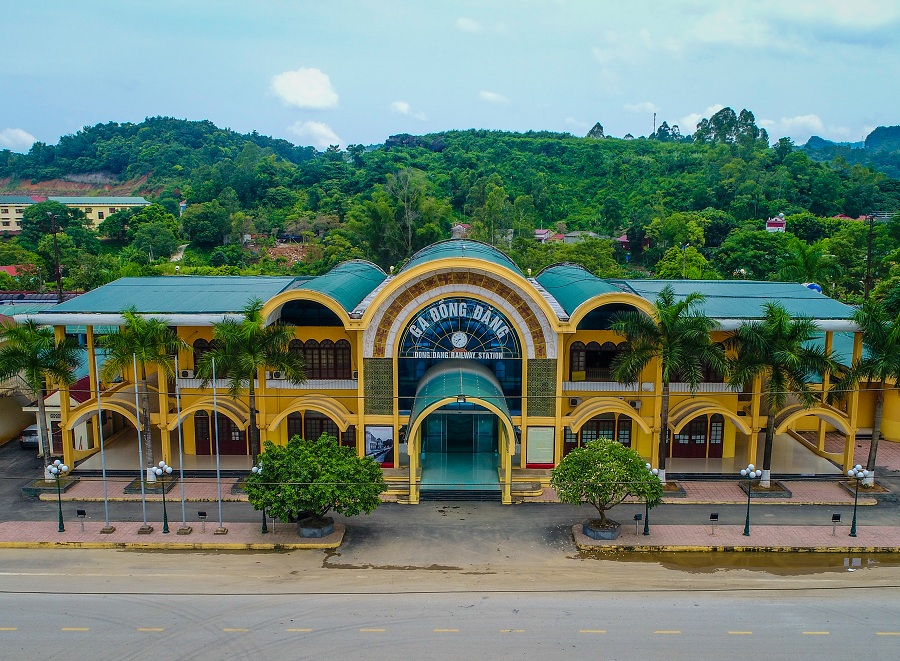 GA ĐỒNG ĐĂNG
DONG DANG RAILWAY STATION